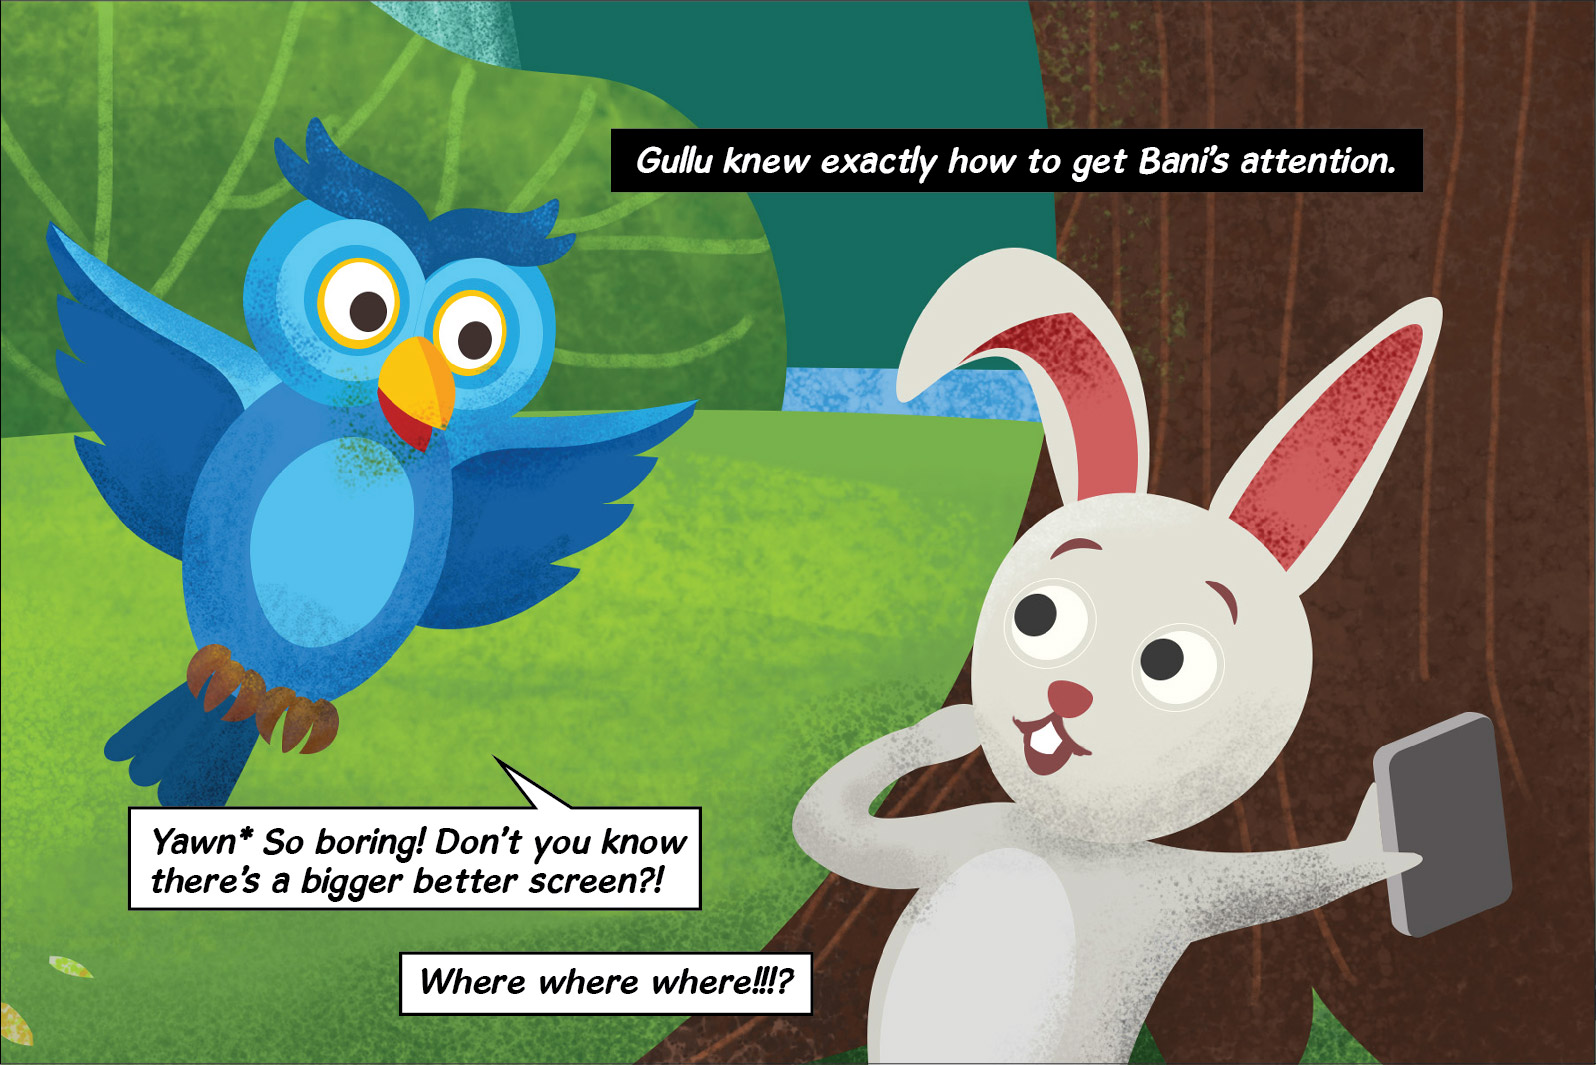 Gullu knew exactly how to get Bani's attention.
Yawn* So boring! Don't you know
there's a bigger better screen?!
Where where where!!!?